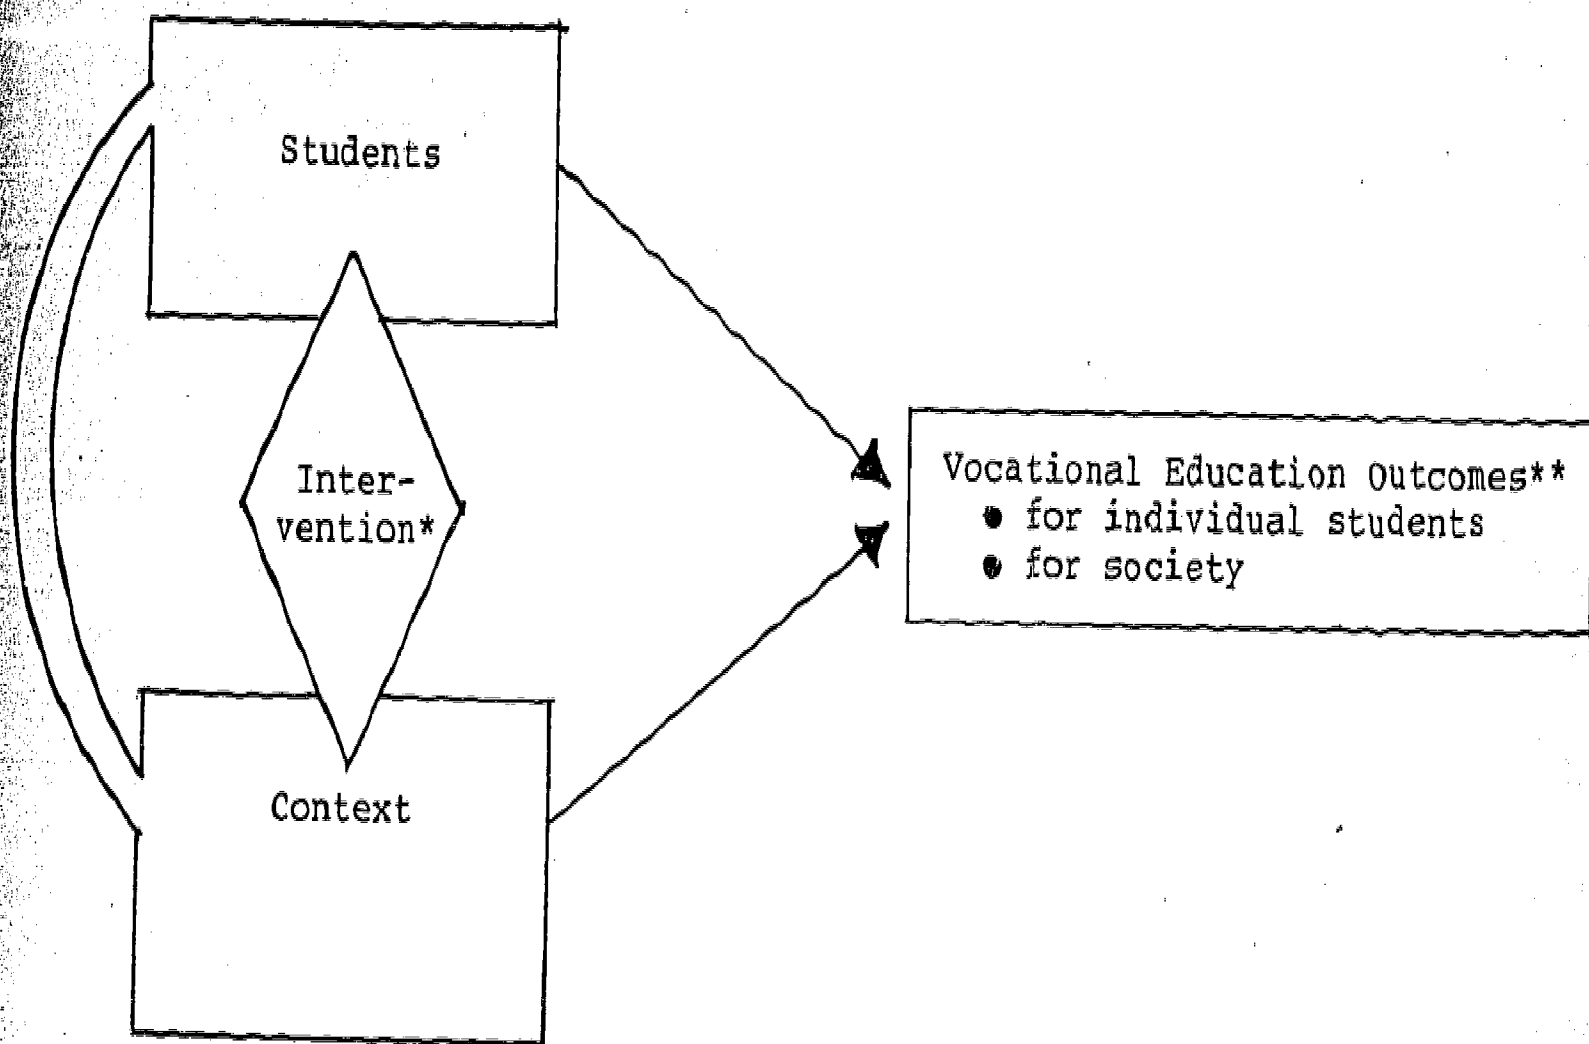 Students
Inter-
vention*
Vocational Education Outcomes**
● for individual students
● for society
Context